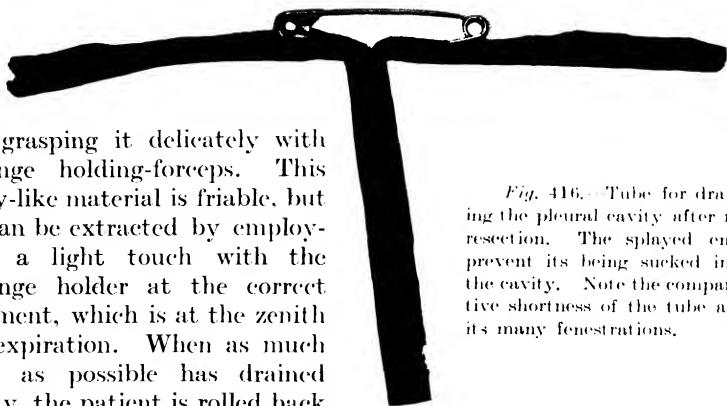 grasping it delicately with
nge holding-forceps. This
y-like material is friable, but
an be extracted by employ-
a light touch with the
nge holder at the correct
ment, which is at the zenith
expiration. When as much
as possible has drained
y, the patient is rolled back
Fig. 416. Tube for dra
ing the pleural cavity after r
resection. The splayed en
prevent its being sucked in
the cavity. Note the compar
tive shortness of the tube a
its many fenestrations.